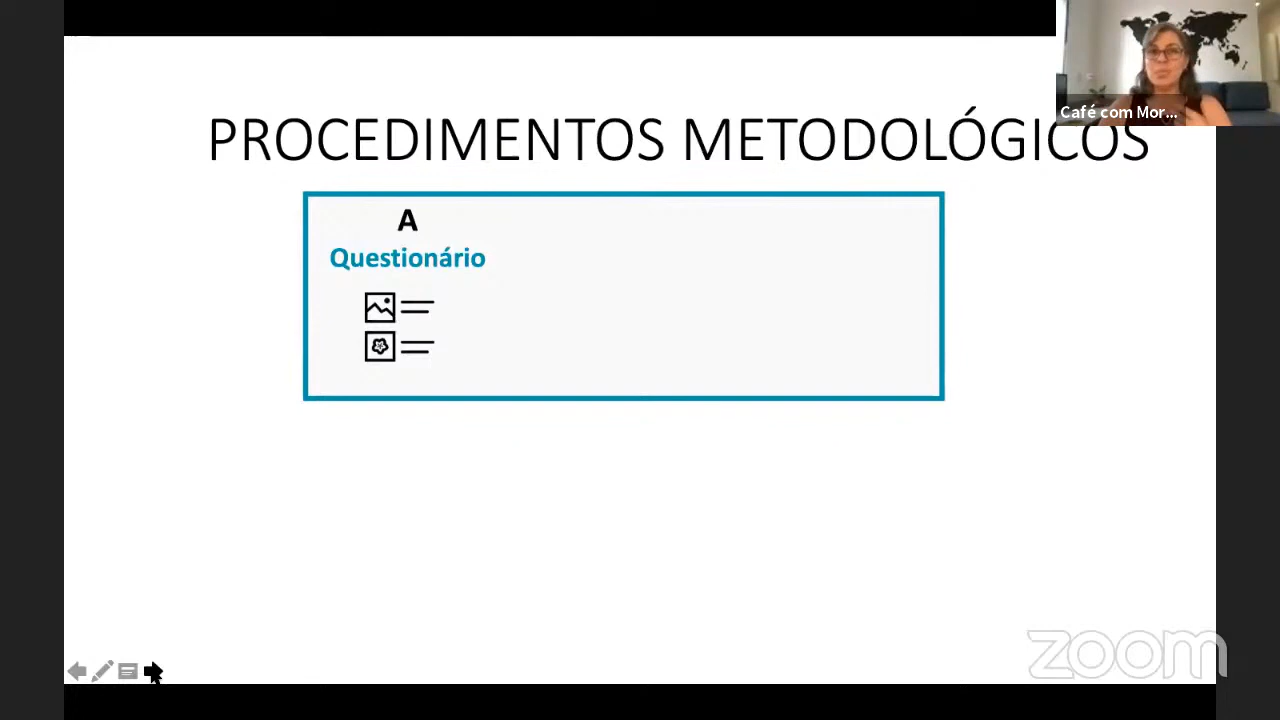 PROCEDIMENTOS METODOLÓGICOS
Café com Mor...
A
Questionário
zoom